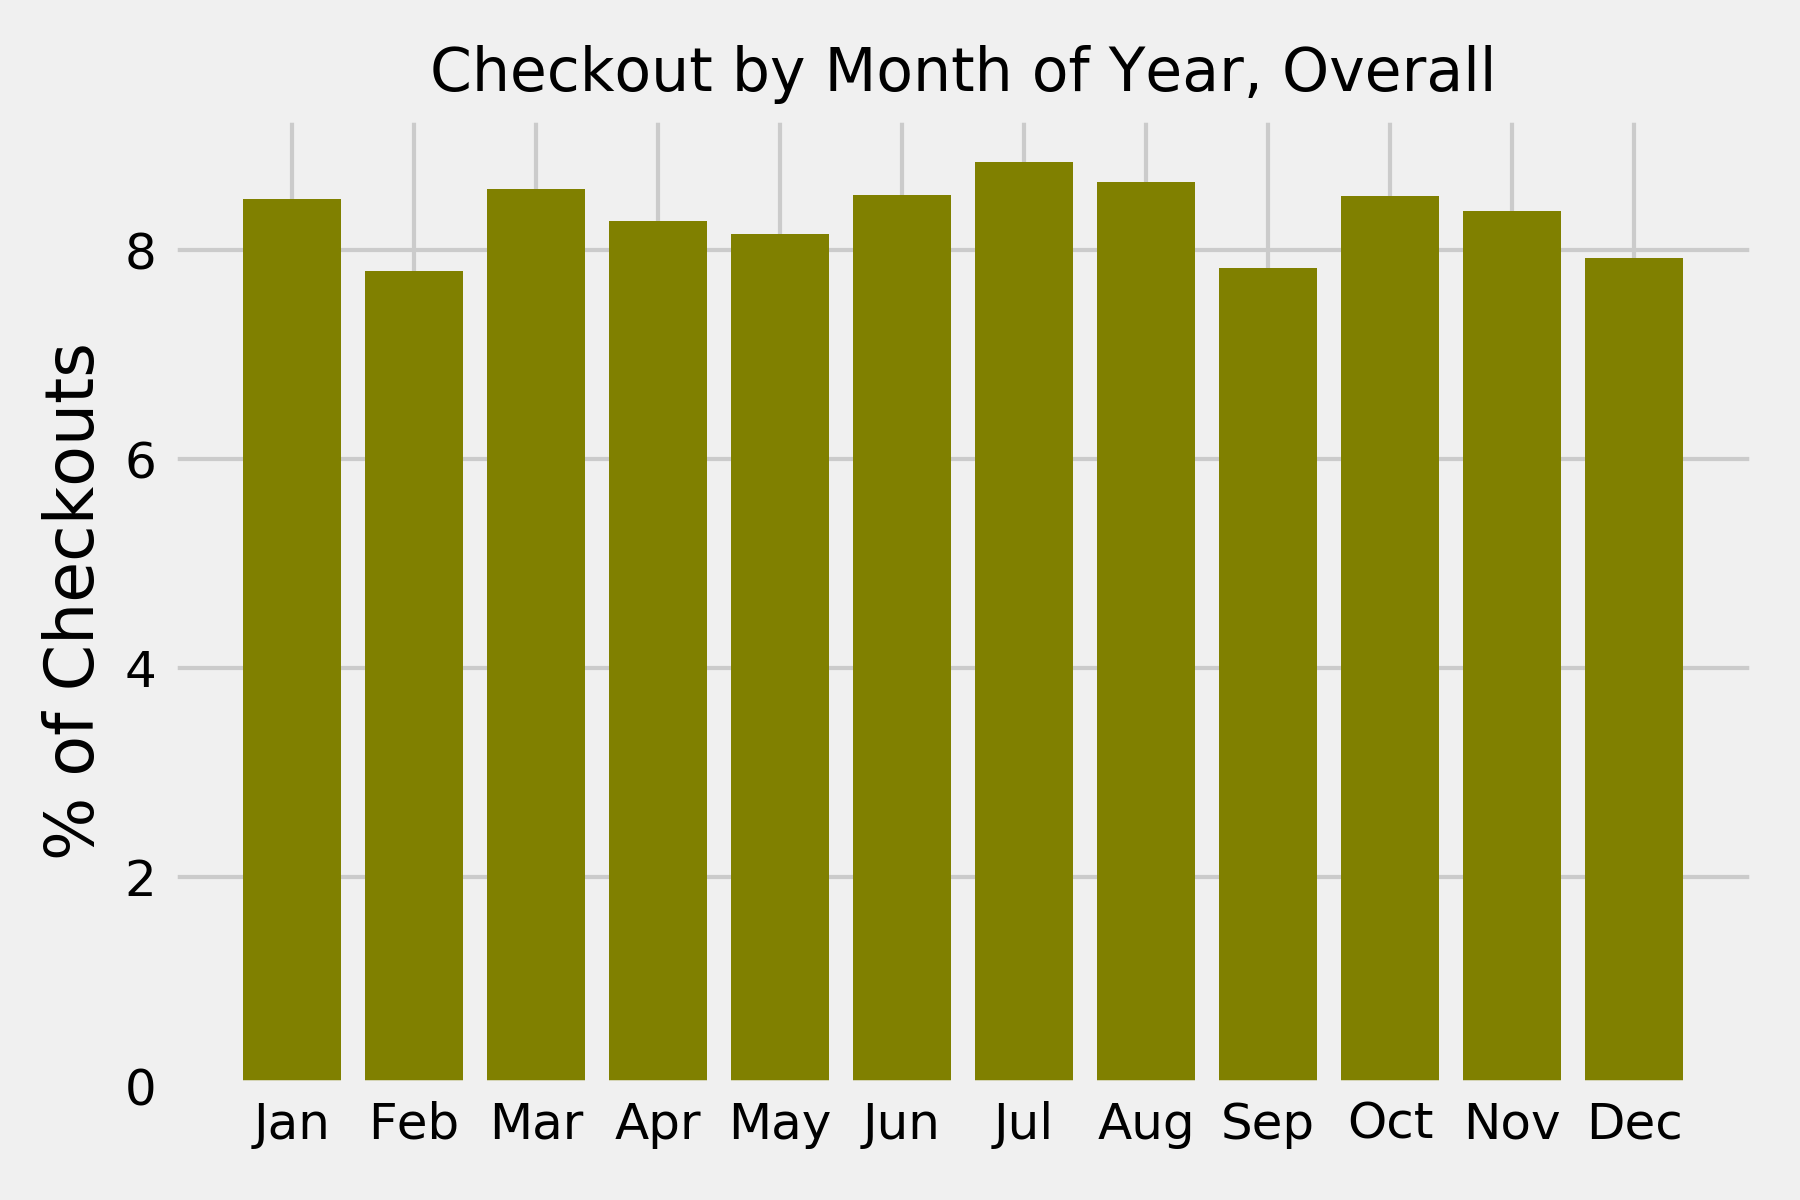 Checkout by Month of Year, Overall
% of Checkouts
8
6
4
2
0
Jan Feb Mar Apr May Jun Jul Aug Sep Oct Nov Dec